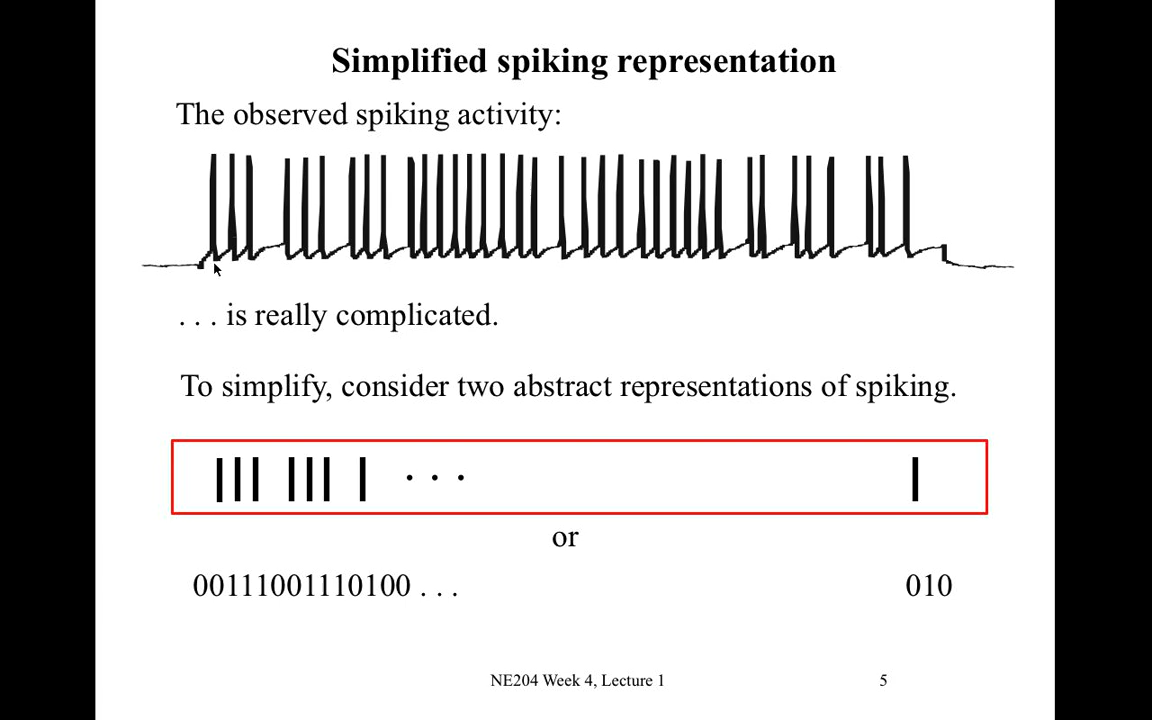 Simplified spiking representation
The observed spiking activity:
. . . is really complicated.
To simplify, consider two abstract representations of spiking.
. . .
or
00111001110100 . . . 010
NE204 Week 4, Lecture 1 5